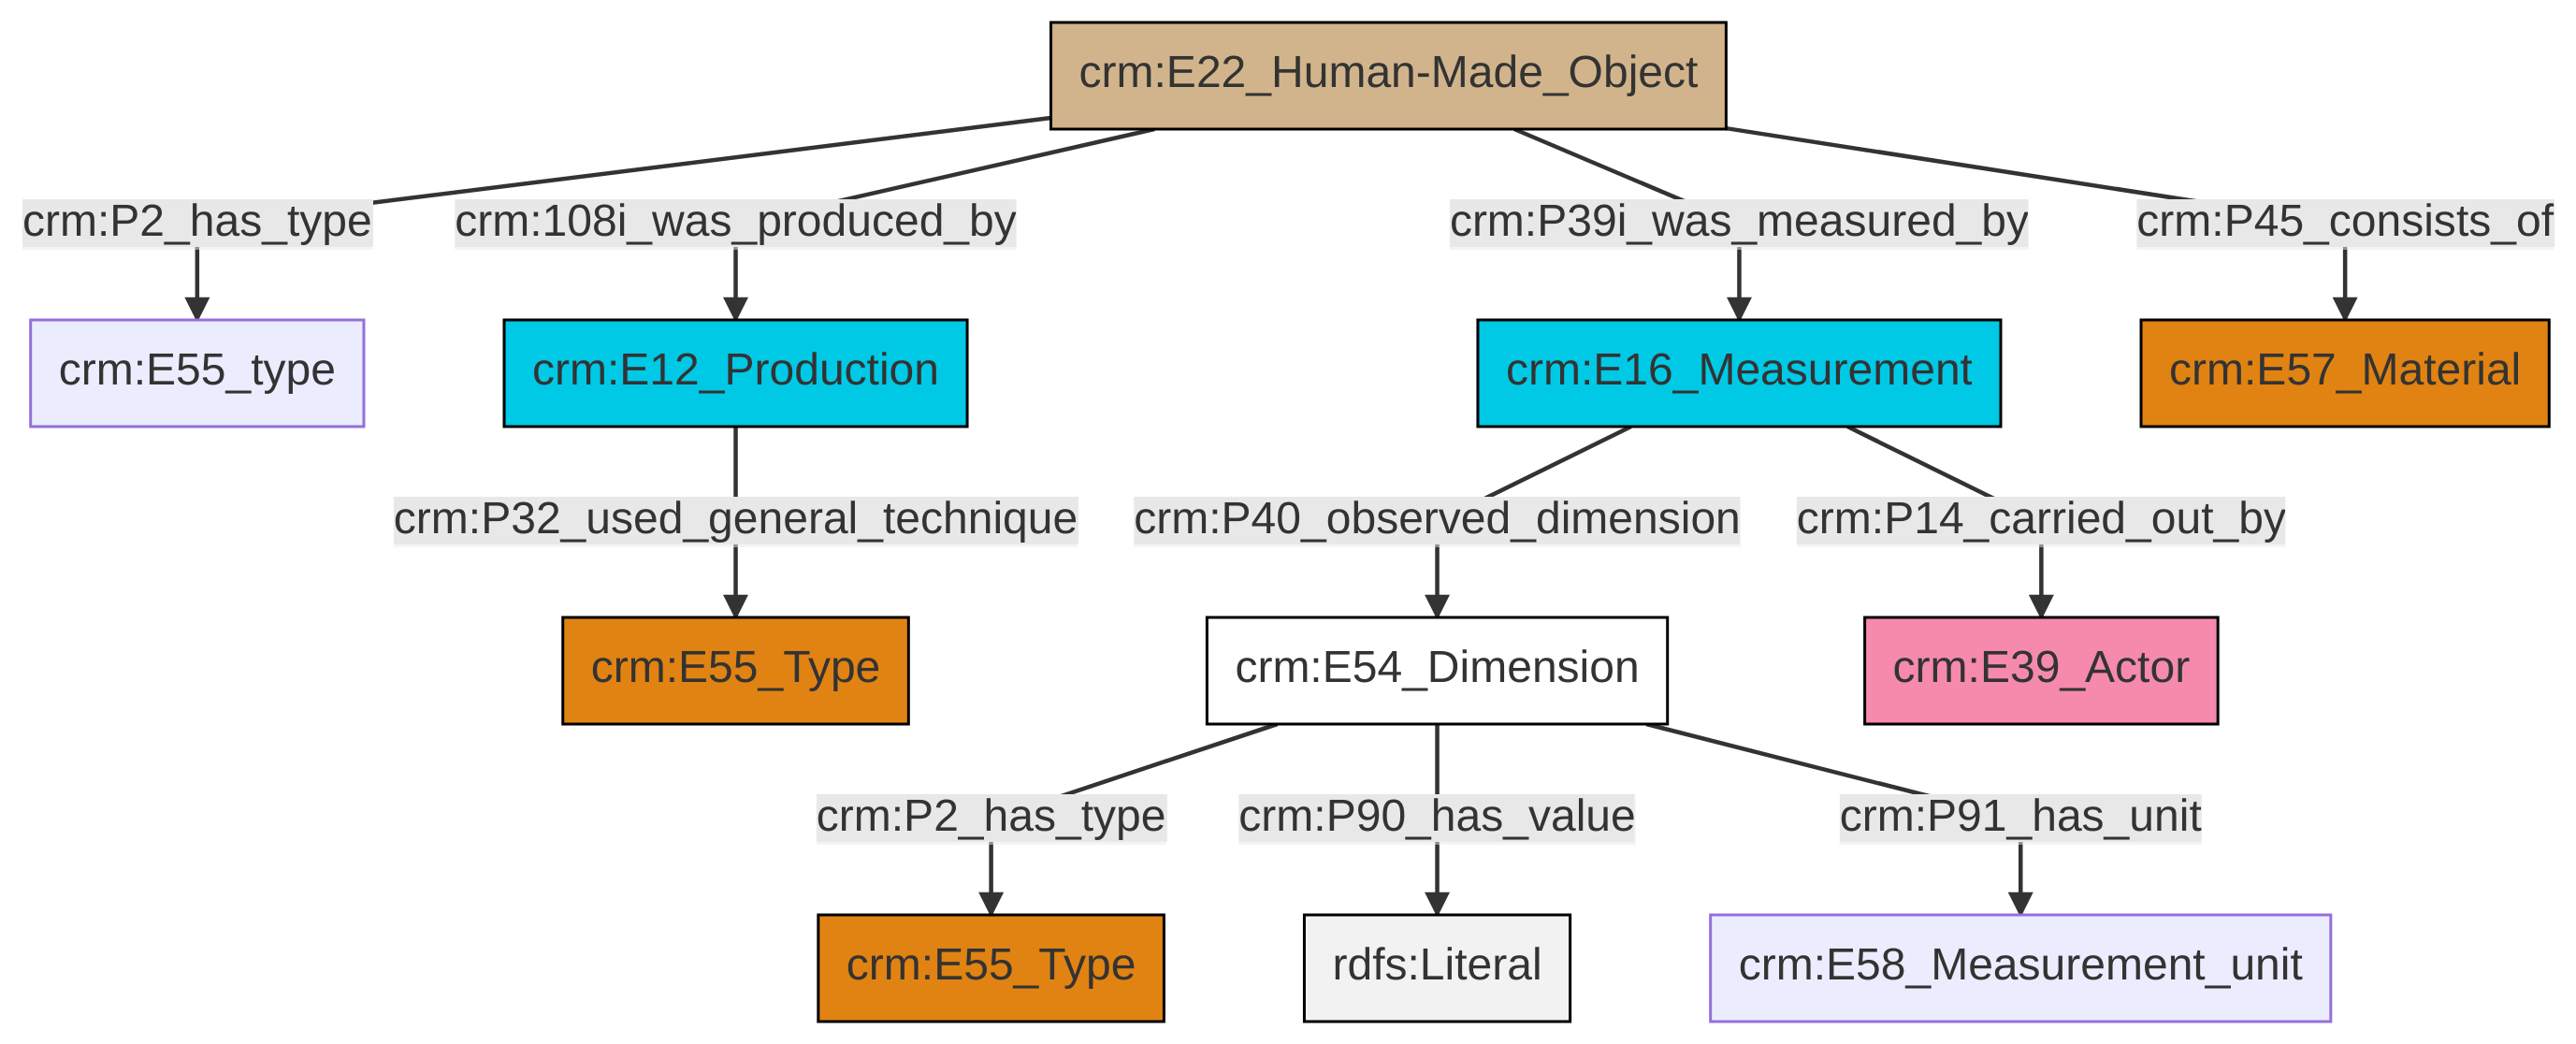 crm:E22_Human-Made_Object
crm:P2_has_type
crm:108i_was_produced_by
crm:P39i_was_measured_by
crm:P45_consists_of
crm:E55_type
crm:E12_Production
crm:E16_Measurement
crm:E57_Material
crm:P32_used_general_technique
crm:P40_observed_dimension
crm:P14_carried_out_by
crm:E55_Type
crm:E54_Dimension
crm:E39_Actor
crm:P2_has_type
crm:P90_has_value
crm:P91_has_unit
crm:E55_Type
rdfs:Literal
crm:E58_Measurement_unit